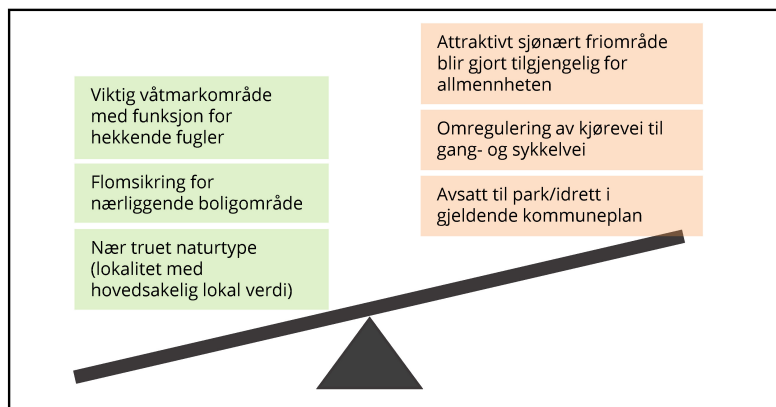 Viktig våtmarkområde
med funksjon for
hekkende fugler
Flomsikring for
nærliggende boligområde
Nær truet naturtype
(lokalitet med
hovedsakelig lokal verdi)
Attraktivt sjønært friområde
blir gjort tilgjengelig for
allmennheten
Omregulering av kjørevei til
gang- og sykkelvei
Avsatt til park/idrett i
gjeldende kommuneplan